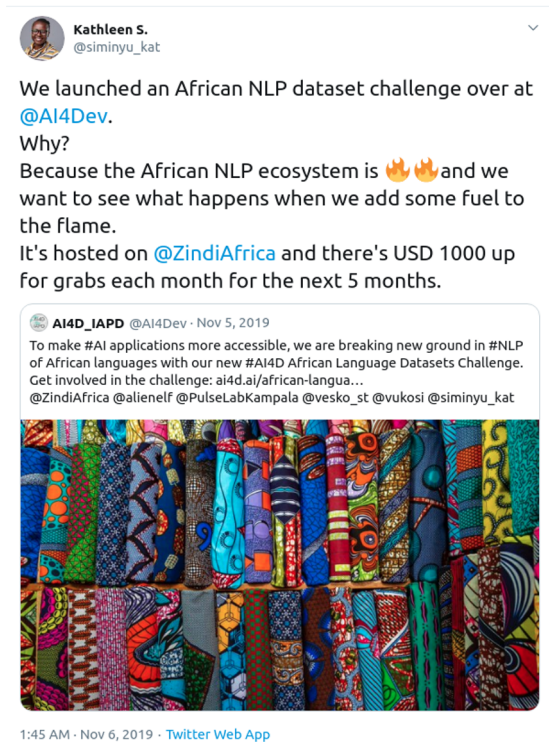 Kathleen S.
@siminyu_kat
We launched an African NLP dataset challenge over at
@AI4Dev.
Why?
Because the African NLP ecosystem is 🔥🔥and we
want to see what happens when we add some fuel to
the flame.
It's hosted on @ZindiAfrica and there's USD 1000 up
for grabs each month for the next 5 months.
AI4D_IAPD @AI4Dev · Nov 5, 2019
To make #AI applications more accessible, we are breaking new ground in #NLP
of African languages with our new #AI4D African Language Datasets Challenge.
Get involved in the challenge: ai4d.ai/african-langua…
@ZindiAfrica @alienelf @PulseLabKampala @vesko_st @vukosi @siminyu_kat
1:45 AM · Nov 6, 2019 · Twitter Web App